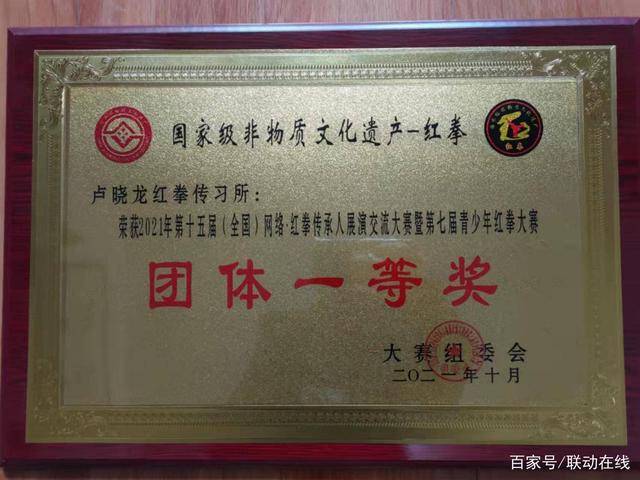 国家级非物质文化遗产-红拳
卢晓龙红拳传习所：
荣获2021年第十五届（全国）网络·红拳传承人展演交流大赛暨第七届青少年红拳大赛
团体一等奖
大赛组委会
二〇二一年十月
红拳
百家号/联动在线